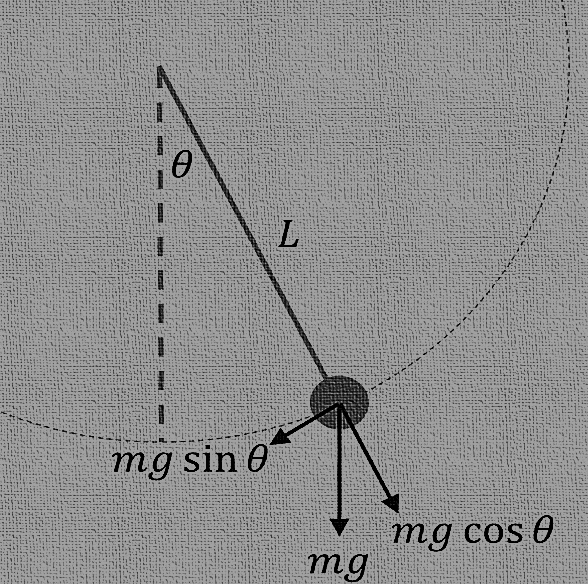 θ
L
mg sin θ
mg cos θ
mg